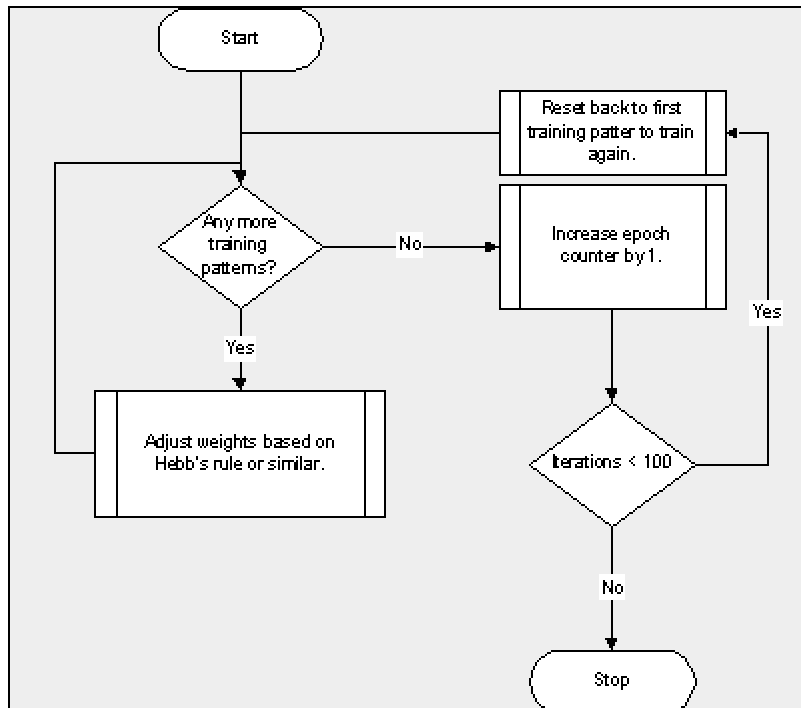 Start
Reset back to first
training patter to train
again.
Any more
training
patterns?
No
Increase epoch
counter by 1.
Yes
Yes
Adjust weights based on
Hebb's rule or similar.
Iterations < 100
No
Stop